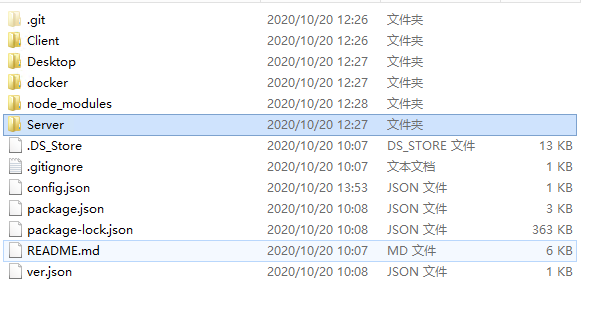 .git 2020/10/20 12:26 文件夹
Client 2020/10/20 12:26 文件夹
Desktop 2020/10/20 12:27 文件夹
docker 2020/10/20 12:27 文件夹
node_modules 2020/10/20 12:28 文件夹
Server 2020/10/20 12:27 文件夹
.DS_Store 2020/10/20 10:07 DS_STORE 文件 13 KB
.gitignore 2020/10/20 10:07 文本文档 1 KB
config.json 2020/10/20 13:53 JSON 文件 1 KB
package.json 2020/10/20 10:08 JSON 文件 3 KB
package-lock.json 2020/10/20 10:08 JSON 文件 363 KB
README.md 2020/10/20 10:07 MD 文件 6 KB
ver.json 2020/10/20 10:08 JSON 文件 1 KB